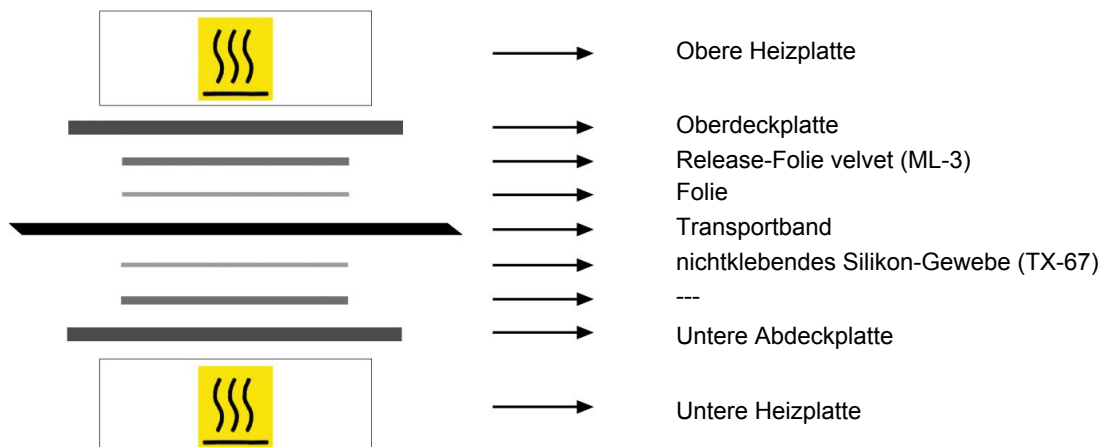 Obere Heizplatte
Oberdeckplatte
Release-Folie velvet (ML-3)
Folie
Transportband
nichtklebendes Silikon-Gewebe (TX-67)
---
Untere Abdeckplatte
Untere Heizplatte